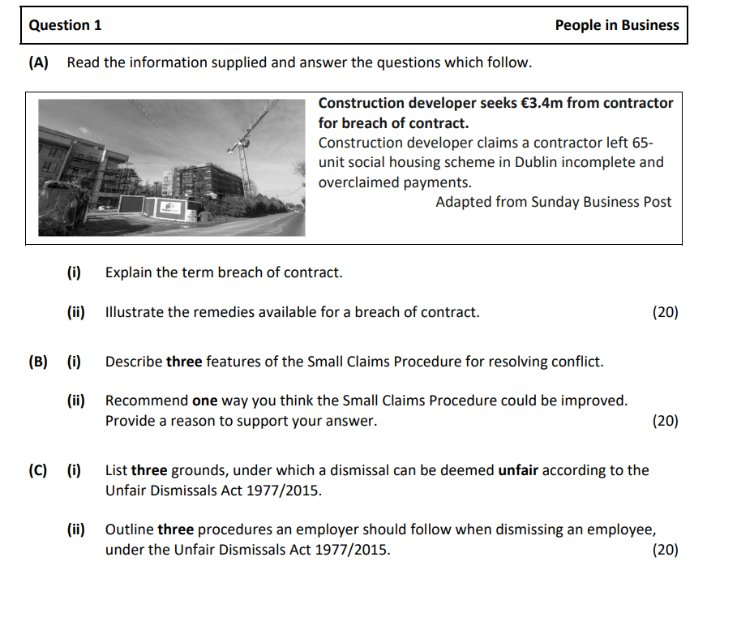 Question 1 People in Business
(A) Read the information supplied and answer the questions which follow.
Construction developer seeks €3.4m from contractor
for breach of contract.
Construction developer claims a contractor left 65-
unit social housing scheme in Dublin incomplete and
overclaimed payments.
Adapted from Sunday Business Post
(i) Explain the term breach of contract.
(ii) Illustrate the remedies available for a breach of contract. (20)
(B) (i) Describe three features of the Small Claims Procedure for resolving conflict.
(ii) Recommend one way you think the Small Claims Procedure could be improved.
Provide a reason to support your answer. (20)
(C) (i) List three grounds, under which a dismissal can be deemed unfair according to the
Unfair Dismissals Act 1977/2015.
(ii) Outline three procedures an employer should follow when dismissing an employee,
under the Unfair Dismissals Act 1977/2015. (20)